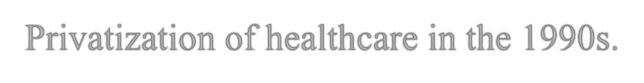 Privatization of healthcare in the 1990s.